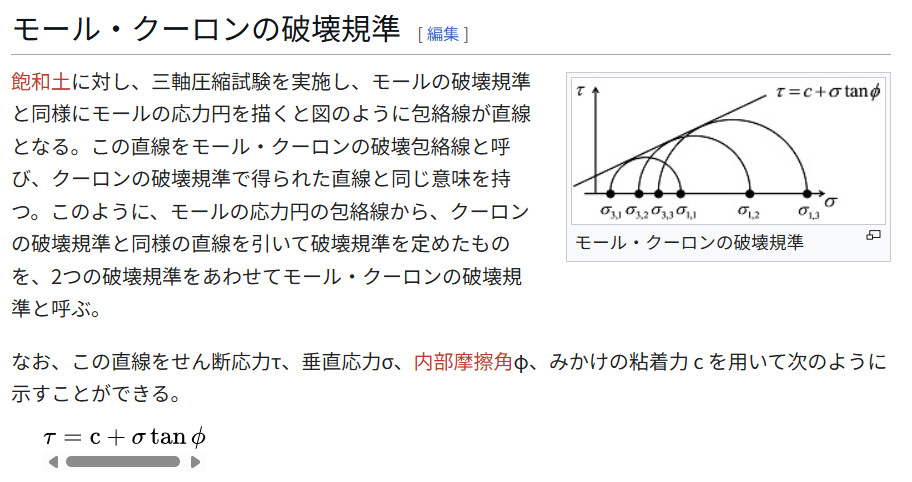 モール・クーロンの破壊規準 [ 編集 ]
飽和土に対し、三軸圧縮試験を実施し、モールの破壊規準
と同様にモールの応力円を描くと図のように包絡線が直線
となる。この直線をモール・クーロンの破壊包絡線と呼
び、クーロンの破壊規準で得られた直線と同じ意味を持
つ。このように、モールの応力円の包絡線から、クーロン
の破壊規準と同様の直線を引いて破壊規準を定めたもの
を、2つの破壊規準をあわせてモール・クーロンの破壊規
準と呼ぶ。
τ
τ=c+σtanϕ
σ
σ3,1 σ3,2 σ3,3 σ1,1 σ1,2 σ1,3
モール・クーロンの破壊規準
なお、この直線をせん断応力τ、垂直応力σ、内部摩擦角φ、みかけの粘着力 c を用いて次のように
示すことができる。
τ = c + σ tan ϕ